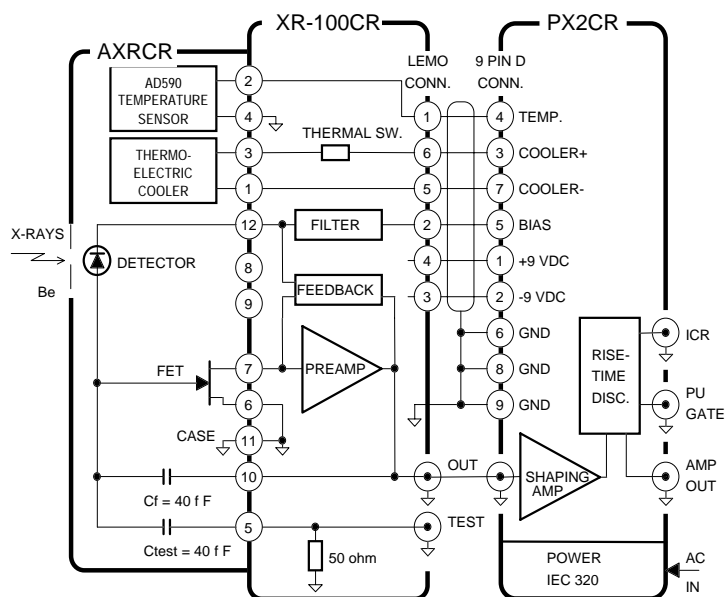 XR-100CR
PX2CR
AXRCR
LEMO
CONN.
9 PIN D
CONN.
AD590
TEMPERATURE
SENSOR
2
4
1
4
TEMP.
THERMAL SW.
THERMO-
ELECTRIC
COOLER
3
6
3
COOLER+
1
5
7
COOLER-
12
FILTER
2
5
BIAS
X-RAYS
DETECTOR
Be
8
4
1
+9 VDC
9
FEEDBACK
3
2
-9 VDC
6
GND
ICR
RISE-
TIME
DISC.
FET
7
PREAMP
8
GND
6
9
GND
PU
GATE
CASE
11
10
OUT
SHAPING
AMP
AMP
OUT
Cf = 40 f F
5
TEST
Ctest = 40 f F
50 ohm
POWER
IEC 320
AC
IN